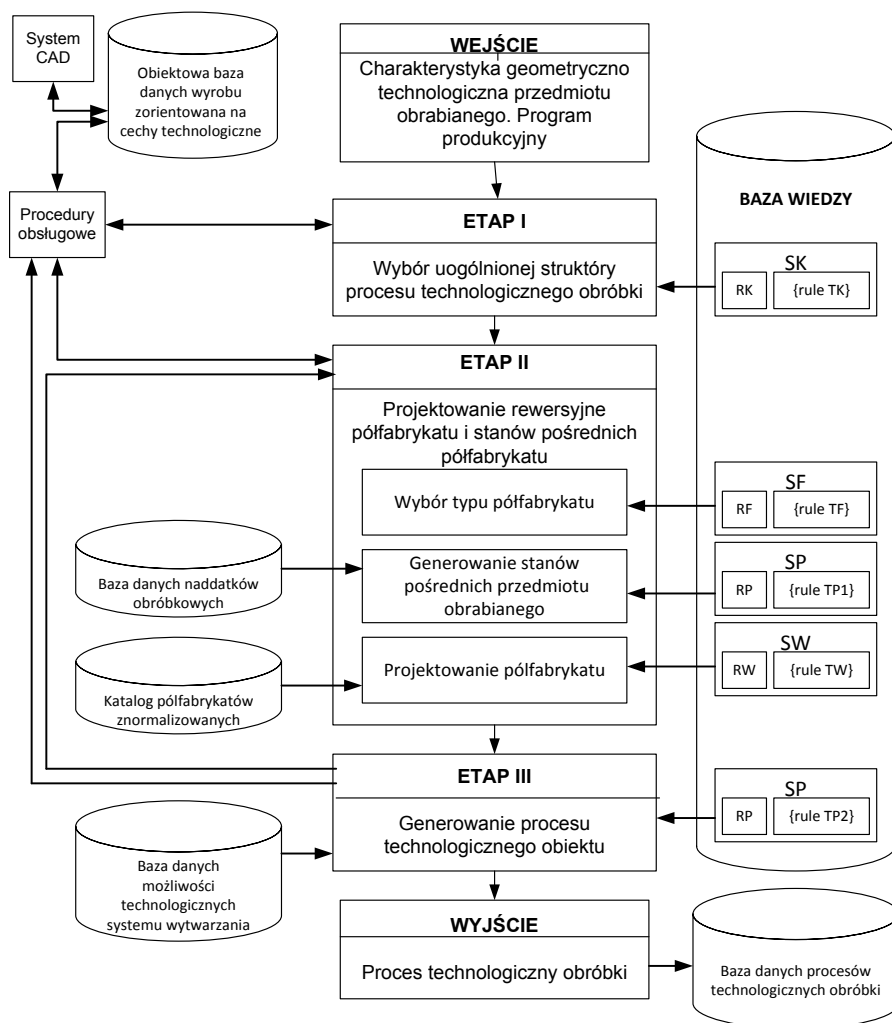 System
CAD
Obiektowa baza
danych wyrobu
zorientowana na
cechy technologiczne
WEJŚCIE
Charakterystyka geometryczno
technologiczna przedmiotu
obrabianego. Program
produkcyjny
BAZA WIEDZY
Procedury
obsługowe
ETAP I
Wybór uogólnionej struktóry
procesu technologicznego obróbki
SK
RK
{rule TK}
ETAP II
Projektowanie rewersyjne
półfabrykatu i stanów pośrednich
półfabrykatu
Wybór typu półfabrykatu
SF
RF
{rule TF}
Baza danych naddatków
obróbkowych
Generowanie stanów
pośrednich przedmiotu
obrabianego
SP
RP
{rule TP1}
Katalog pólfabrykatów
znormalizowanych
Projektowanie pólfabrykatu
SW
RW
{rule TW}
ETAP III
Generowanie procesu
technologicznego obiektu
SP
RP
{rule TP2}
Baza danych
możliwości
technologicznych
systemu wytwarzania
WYJŚCIE
Proces technologiczny obróbki
Baza danych procesów
technologicznych obróbki